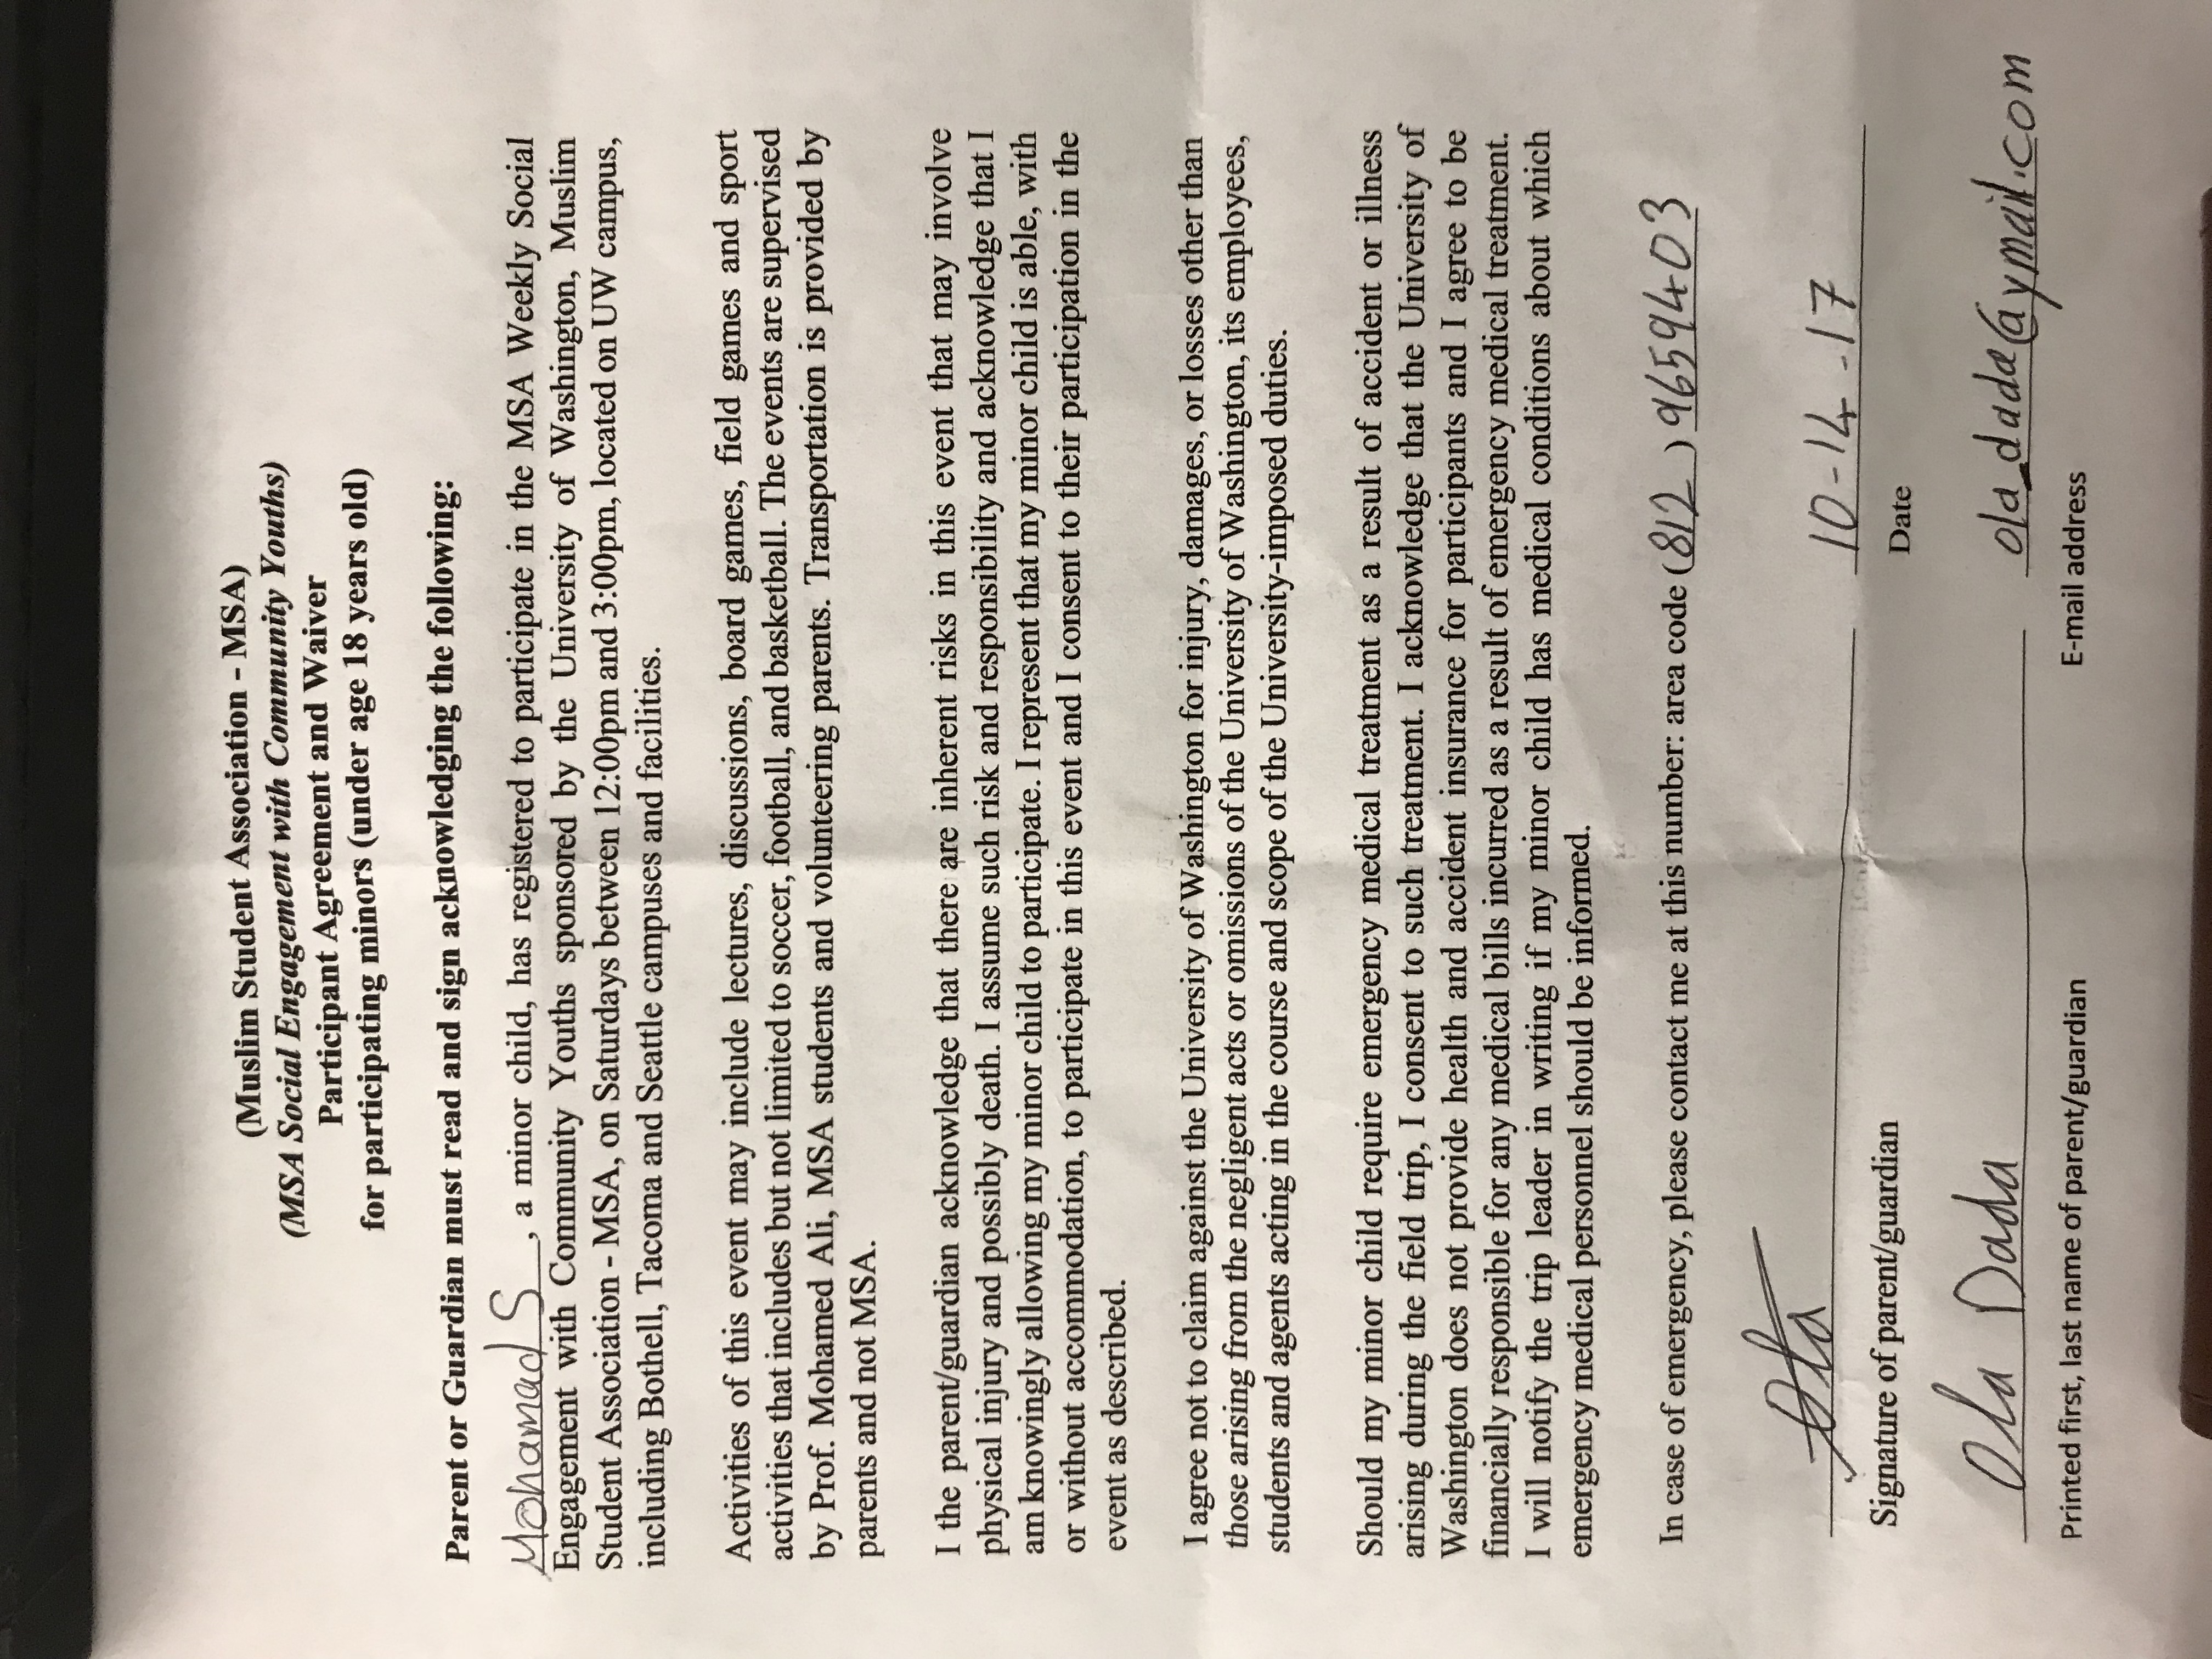 (Muslim Student Association - MSA)
(MSA Social Engagement with Community Youths)
Participant Agreement and Waiver
for participating minors (under age 18 years old)
Parent or Guardian must read and sign acknowledging the following:
Mohamad S, a minor child, has registered to participate in the MSA Weekly Social
Engagement with Community Youths sponsored by the University of Washington, Muslim
Student Association - MSA, on Saturdays between 12:00pm and 3:00pm, located on UW campus,
including Bothell, Tacoma and Seattle campuses and facilities.
Activities of this event may include lectures, discussions, board games, field games and sport
activities that includes but not limited to soccer, football, and basketball. The events are supervised
by Prof. Mohamed Ali, MSA students and volunteering parents. Transportation is provided by
parents and not MSA.
I the parent/guardian acknowledge that there are inherent risks in this event that may involve
physical injury and possibly death. I assume such risk and responsibility and acknowledge that I
am knowingly allowing my minor child to participate. I represent that my minor child is able, with
or without accommodation, to participate in this event and I consent to their participation in the
event as described.
I agree not to claim against the University of Washington for injury, damages, or losses other than
those arising from the negligent acts or omissions of the University of Washington, its employees,
students and agents acting in the course and scope of the University-imposed duties.
Should my minor child require emergency medical treatment as a result of accident or illness
arising during the field trip, I consent to such treatment. I acknowledge that the University of
Washington does not provide health and accident insurance for participants and I agree to be
financially responsible for any medical bills incurred as a result of emergency medical treatment.
I will notify the trip leader in writing if my minor child has medical conditions about which
emergency medical personnel should be informed.
In case of emergency, please contact me at this number: area code (812) 9659403
Ola 10-14-17
Signature of parent/guardian Date
Ola Dada ola_dada@ymail.com
Printed first, last name of parent/guardian E-mail address